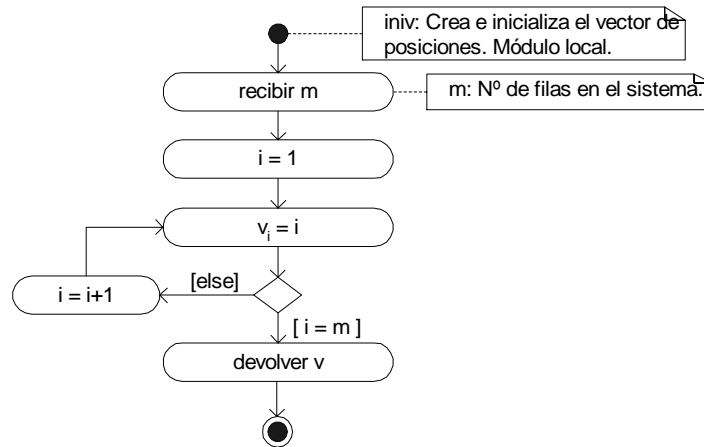 iniv: Crea e inicializa el vector de
posiciones. Módulo local.
recibir m
m: Nº de filas en el sistema.
i = 1
vᵢ = i
[else]
i = i+1
[ i = m ]
devolver v